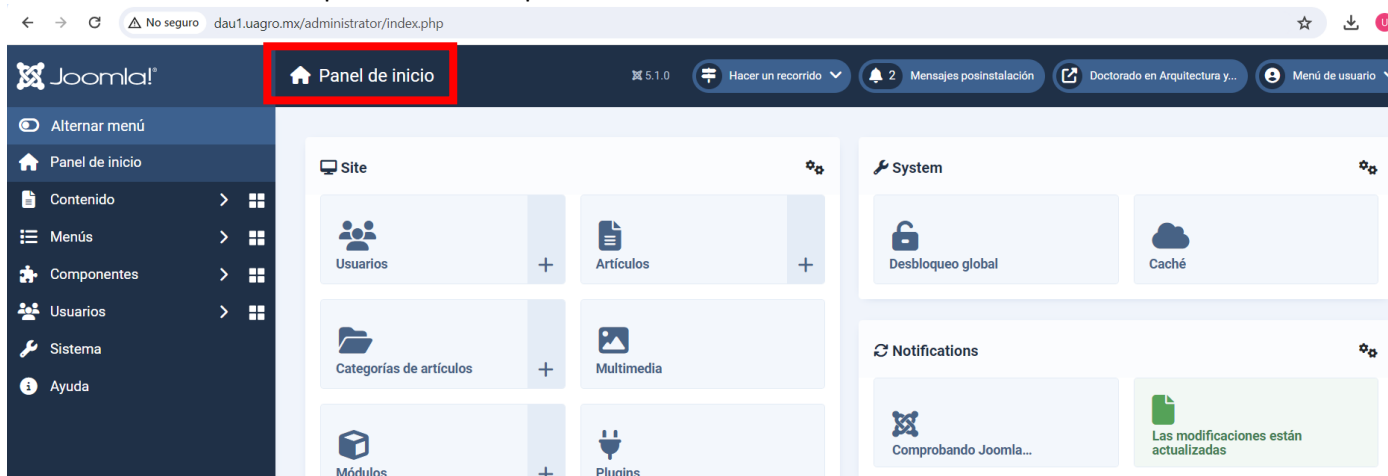 No seguro dau1.uagro.mx/administrator/index.php
Joomla!®
Panel de inicio
5.1.0
Hacer un recorrido
2 Mensajes posinstalación
Doctorado en Arquitectura y...
Menú de usuario
Alternar menú
Panel de inicio
Contenido
Menús
Componentes
Usuarios
Sistema
Ayuda
Site
Usuarios
Artículos
Categorías de artículos
Multimedia
Módulos
Plugins
System
Desbloqueo global
Caché
Notifications
Comprobando Joomla...
Las modificaciones están
actualizadas